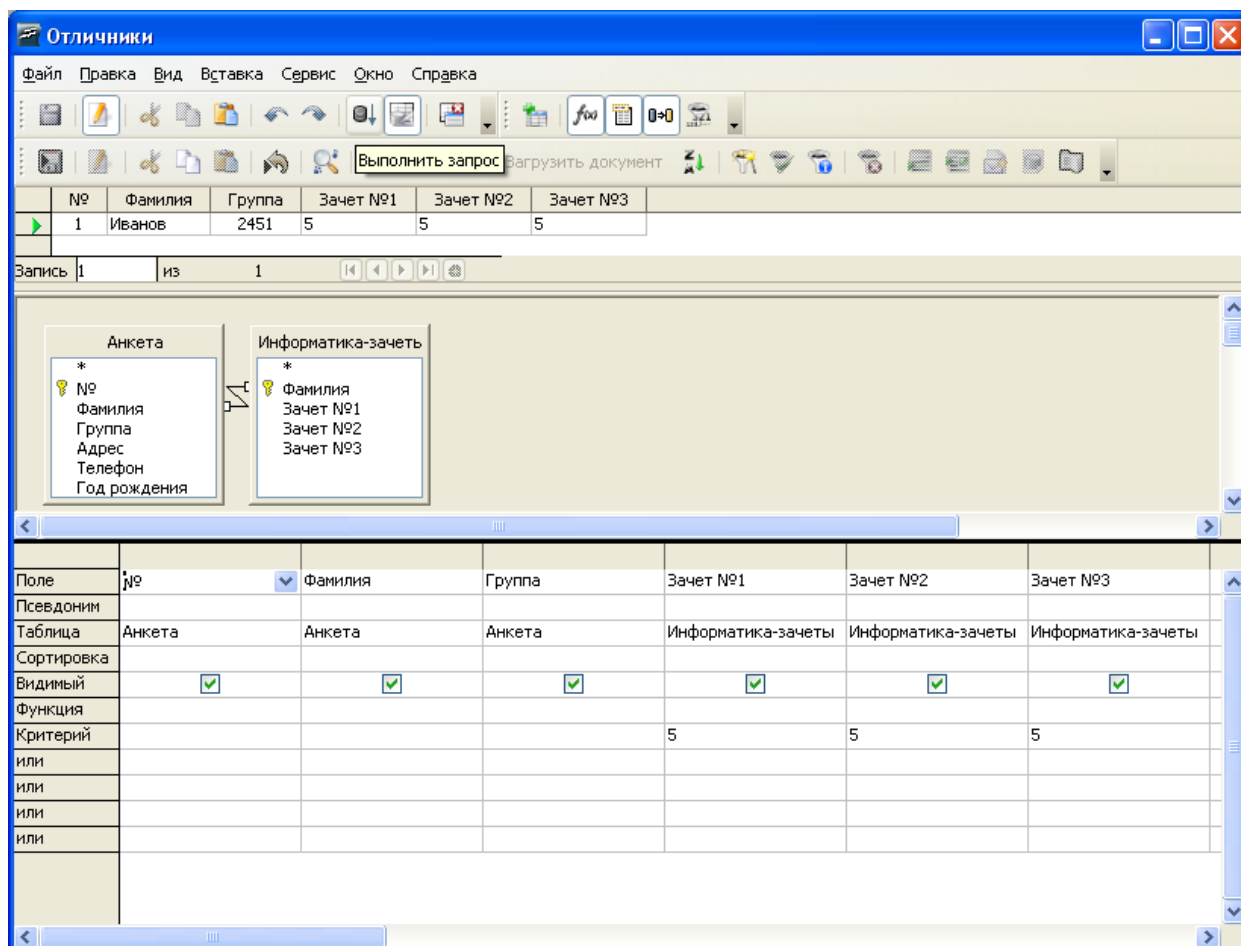 Отличники
Файл Правка Вид Вставка Сервис Окно Справка
Выполнить запрос Загрузить документ
№ Фамилия Группа Зачет №1 Зачет №2 Зачет №3
1 Иванов 2451 5 5 5
Запись 1 из 1
Анкета Информатика-зачеть
* *
№ Фамилия
Фамилия Зачет №1
Группа Зачет №2
Адрес Зачет №3
Телефон
Год рождения
Поле № Фамилия Группа Зачет №1 Зачет №2 Зачет №3
Псевдоним
Таблица Анкета Анкета Анкета Информатика-зачеты Информатика-зачеты Информатика-зачеты
Сортировка
Видимый
Функция
Критерий 5 5 5
или
или
или
или